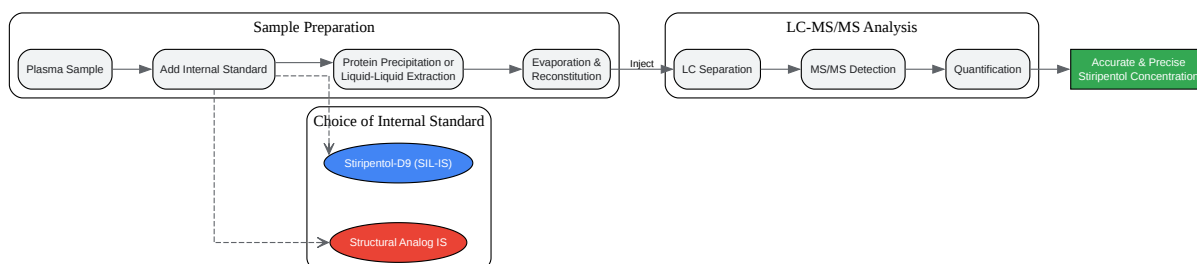 Sample Preparation
Plasma Sample
Add Internal Standard
Protein Precipitation or
Liquid-Liquid Extraction
Evaporation &
Reconstitution
Inject
LC-MS/MS Analysis
LC Separation
MS/MS Detection
Quantification
Accurate & Precise
Stiripentol Concentration
Choice of Internal Standard
Stiripentol-D9 (SIL-IS)
Structural Analog IS